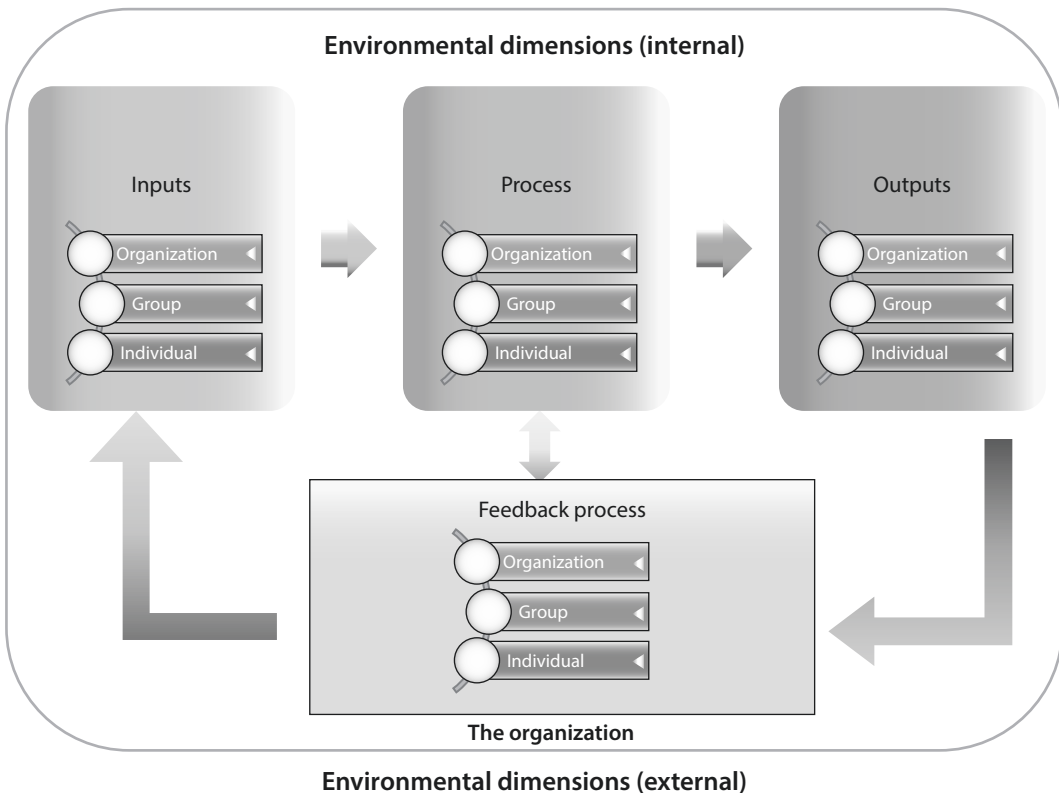 Environmental dimensions (internal)
Inputs
Organization
Group
Individual
Process
Organization
Group
Individual
Outputs
Organization
Group
Individual
Feedback process
Organization
Group
Individual
The organization
Environmental dimensions (external)